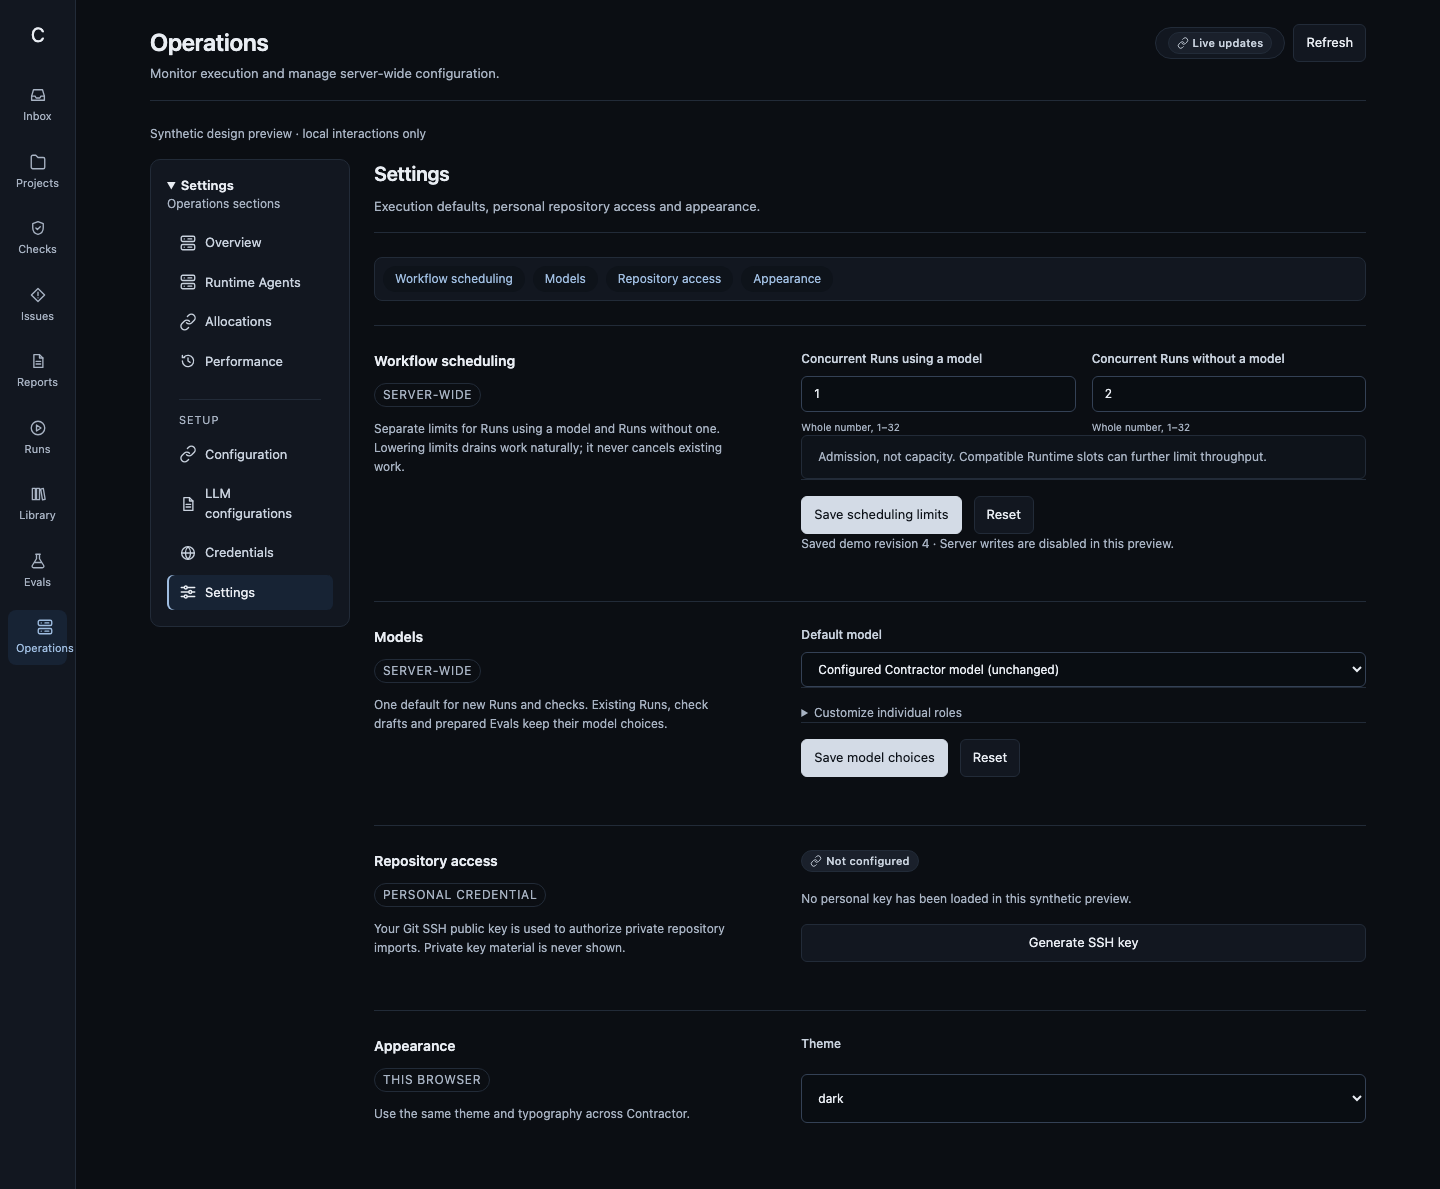 C
Inbox
Projects
Checks
Issues
Reports
Runs
Library
Evals
Operations
Operations
Monitor execution and manage server-wide configuration.
Live updates
Refresh
Synthetic design preview · local interactions only
Settings
Operations sections
Overview
Runtime Agents
Allocations
Performance
SETUP
Configuration
LLM
configurations
Credentials
Settings
Settings
Execution defaults, personal repository access and appearance.
Workflow scheduling
Models
Repository access
Appearance
Workflow scheduling
SERVER-WIDE
Separate limits for Runs using a model and Runs without one.
Lowering limits drains work naturally; it never cancels existing
work.
Concurrent Runs using a model
1
Whole number, 1–32
Concurrent Runs without a model
2
Whole number, 1–32
Admission, not capacity. Compatible Runtime slots can further limit throughput.
Save scheduling limits
Reset
Saved demo revision 4 · Server writes are disabled in this preview.
Models
SERVER-WIDE
One default for new Runs and checks. Existing Runs, check
drafts and prepared Evals keep their model choices.
Default model
Configured Contractor model (unchanged)
Customize individual roles
Save model choices
Reset
Repository access
PERSONAL CREDENTIAL
Your Git SSH public key is used to authorize private repository
imports. Private key material is never shown.
Not configured
No personal key has been loaded in this synthetic preview.
Generate SSH key
Appearance
THIS BROWSER
Use the same theme and typography across Contractor.
Theme
dark